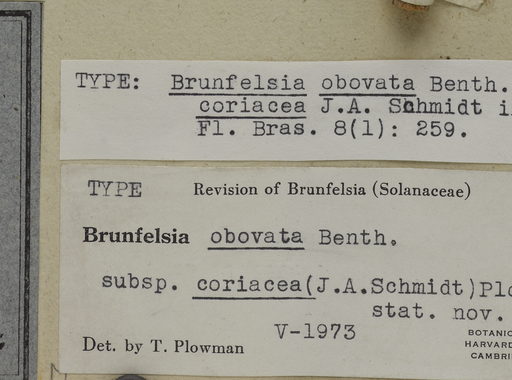 TYPE: Brunfelsia obovata Benth.
coriacea J.A. Schmidt i
Fl. Bras. 8(1): 259.
TYPE Revision of Brunfelsia (Solanaceae)
Brunfelsia obovata Benth.
subsp. coriacea(J.A.Schmidt)Plo
stat. nov.
V-1973
Det. by T. Plowman
BOTANIC
HARVARD
CAMBRI